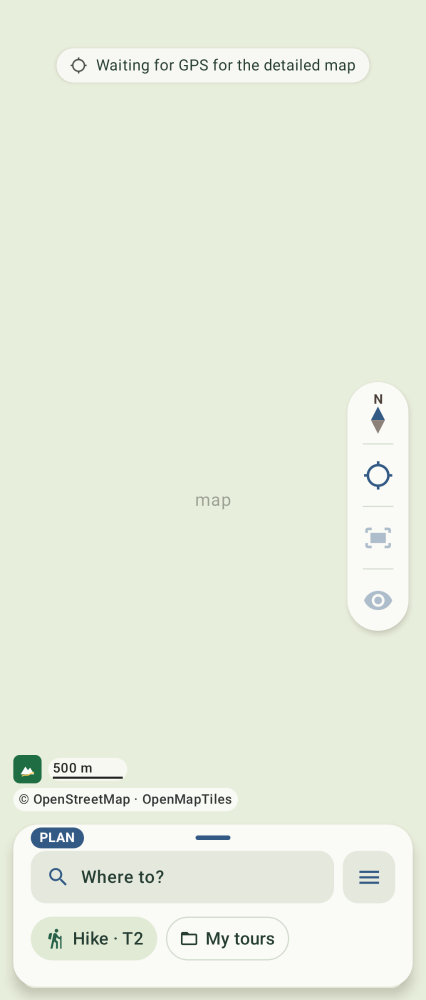 Waiting for GPS for the detailed map
N
map
500 m
© OpenStreetMap · OpenMapTiles
PLAN
Where to?
Hike · T2
My tours